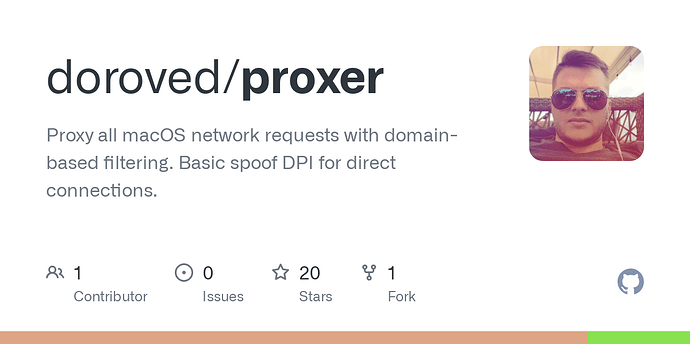 doroved/proxer
Proxy all macOS network requests with domain-
based filtering. Basic spoof DPI for direct
connections.
1 0 20 1
Contributor Issues Stars Fork